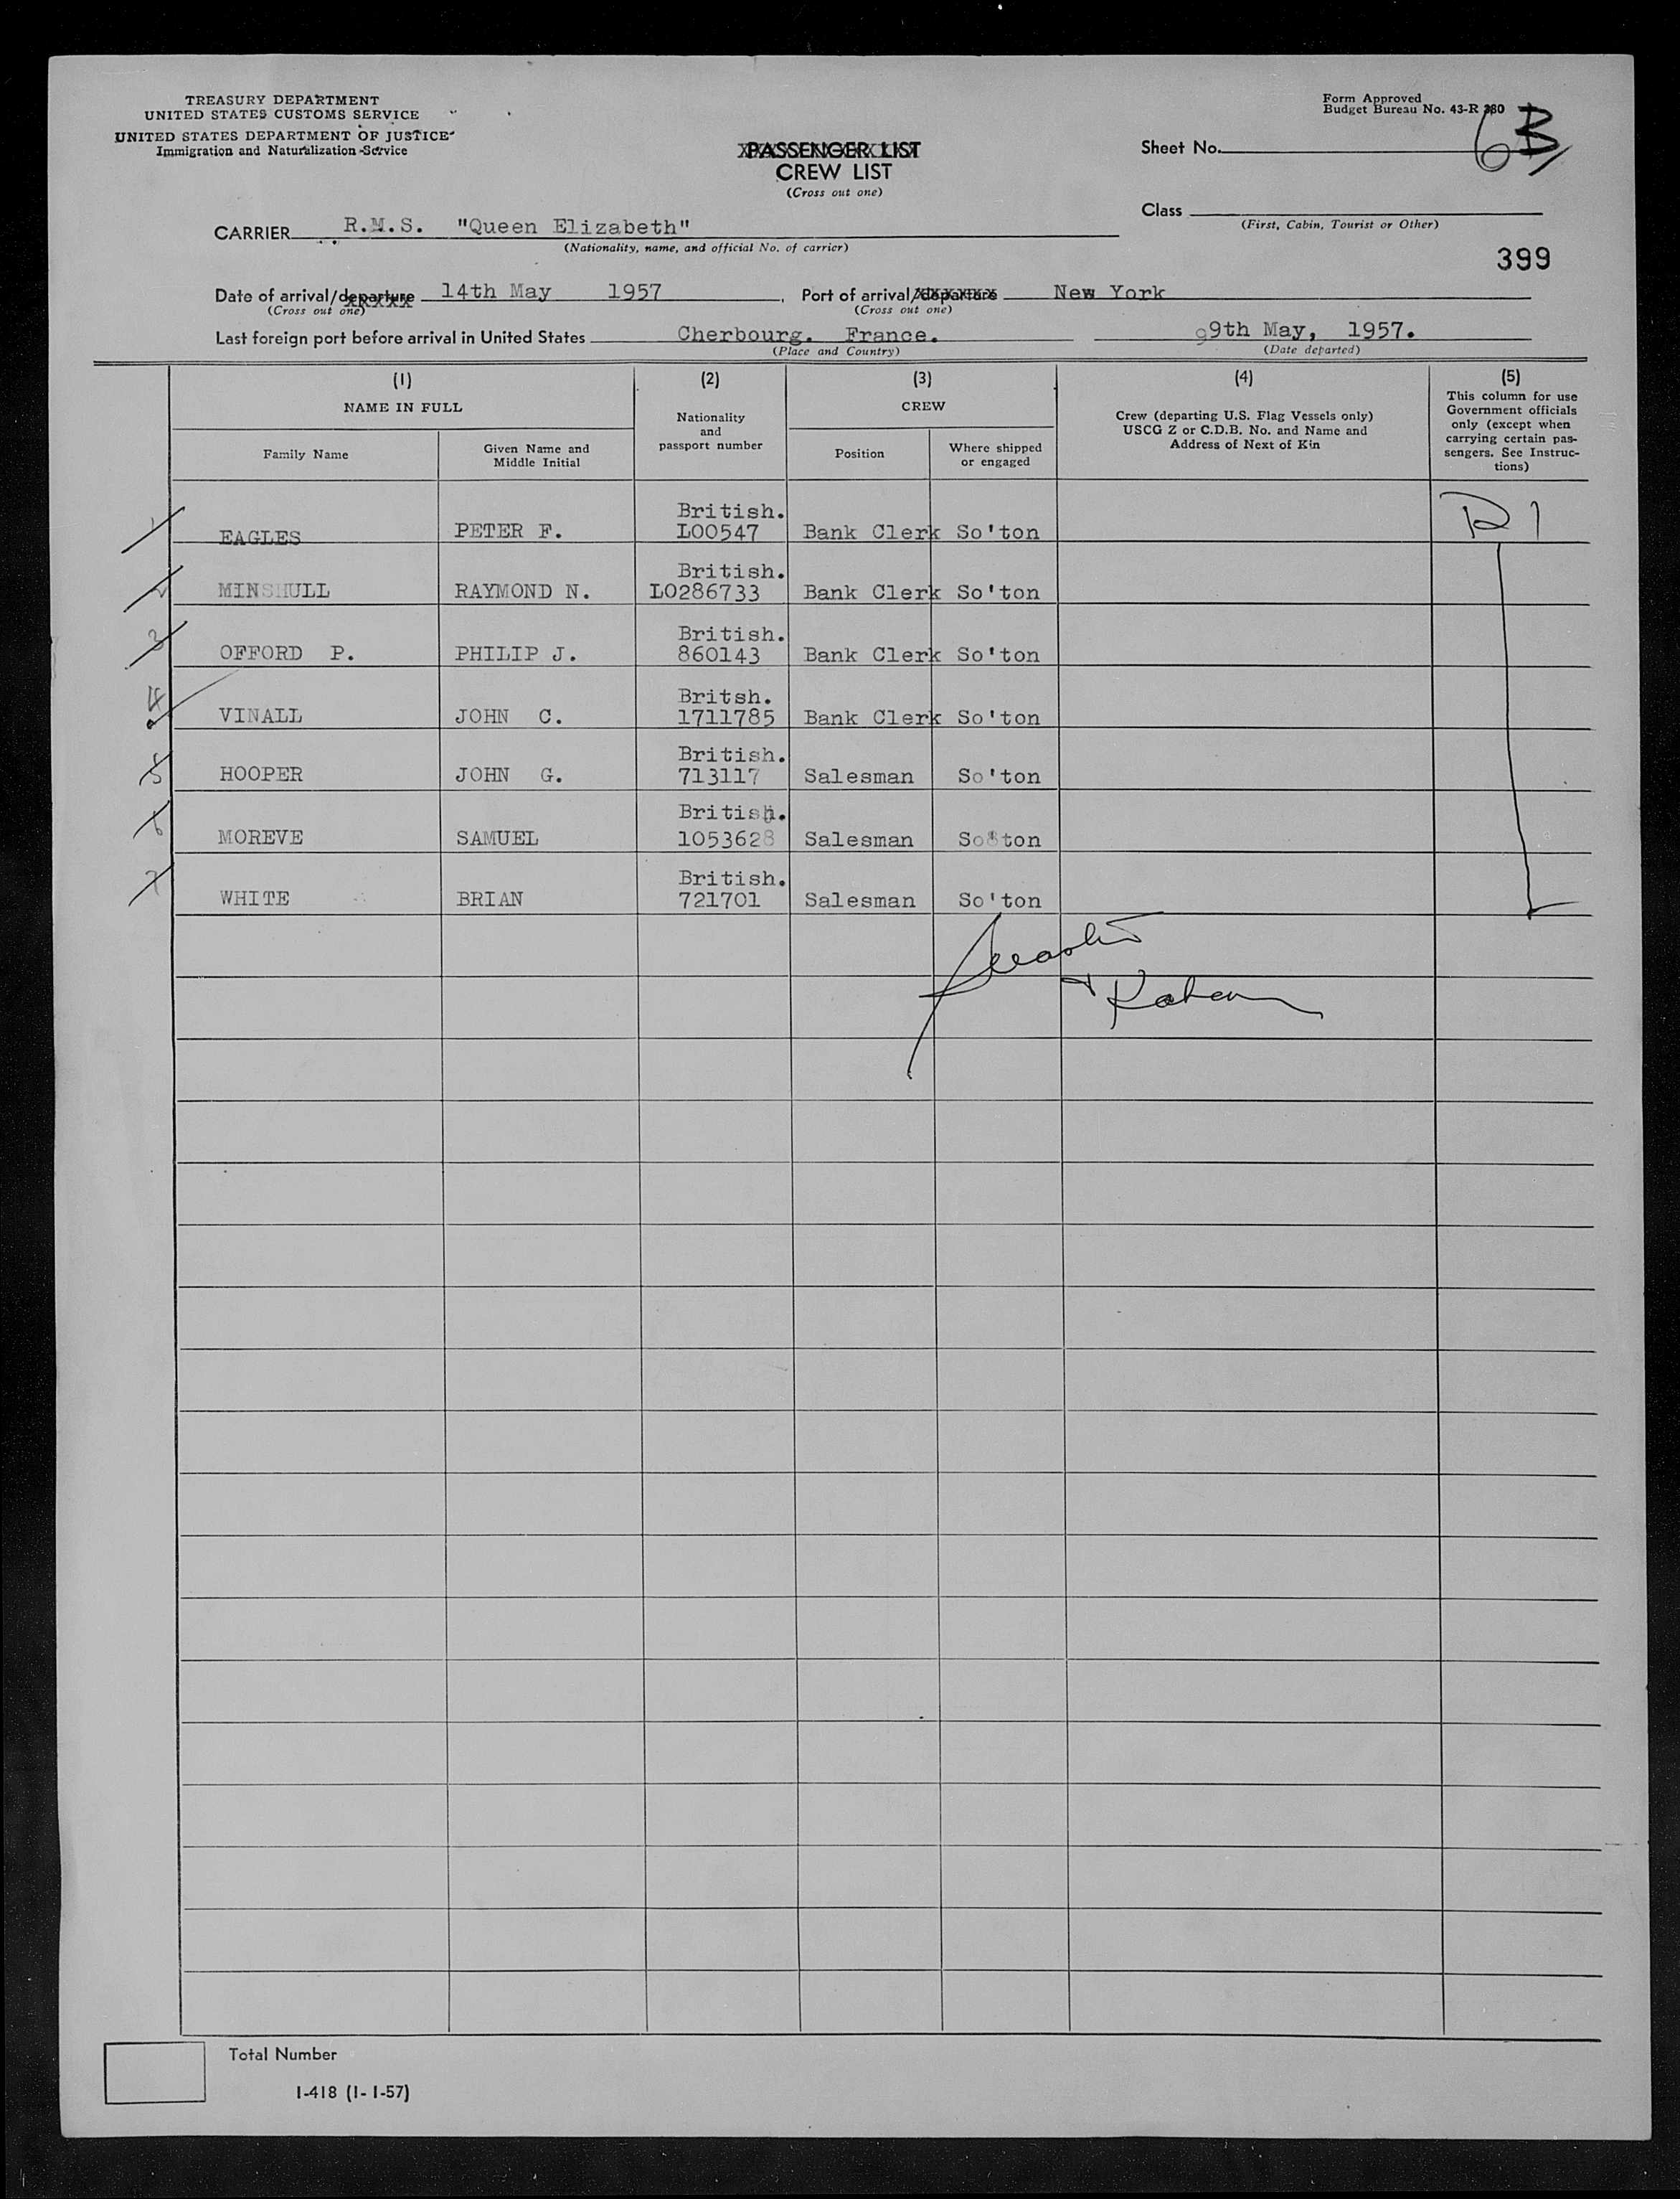 TREASURY DEPARTMENT
UNITED STATES CUSTOMS SERVICE
UNITED STATES DEPARTMENT OF JUSTICE
Immigration and Naturalization Service
Form Approved
Budget Bureau No. 43-R 380
PASSENGER LIST
CREW LIST
(Cross out one)
Sheet No. 6B
Class
(First, Cabin, Tourist or Other)
CARRIER R.M.S. "Queen Elizabeth"
(Nationality, name, and official No. of carrier)
399
Date of arrival/departure 14th May 1957, Port of arrival/departure New York
(Cross out one) (Cross out one)
Last foreign port before arrival in United States Cherbourg. France. 9th May, 1957.
(Place and Country) (Date departed)
(1) (2) (3) (4) (5)
NAME IN FULL
Family Name
Given Name and
Middle Initial
Nationality
and
passport number
CREW
Position
Where shipped
or engaged
Crew (departing U.S. Flag Vessels only)
USCG Z or C.D.B. No. and Name and
Address of Next of Kin
This column for use
Government officials
only (except when
carrying certain pas-
sengers. See Instruc-
tions)
British.
1 EAGLES PETER F. L00547 Bank Clerk So'ton D 1
British.
2 MINSHULL RAYMOND N. L0286733 Bank Clerk So'ton
British.
3 OFFORD P. PHILIP J. 860143 Bank Clerk So'ton
Britsh.
4 VINALL JOHN C. 1711785 Bank Clerk So'ton
British.
5 HOOPER JOHN G. 713117 Salesman So'ton
British.
6 MOREVE SAMUEL 1053628 Salesman So'ton
British.
7 WHITE BRIAN 721701 Salesman So'ton
Total Number
I-418 (1-1-57)